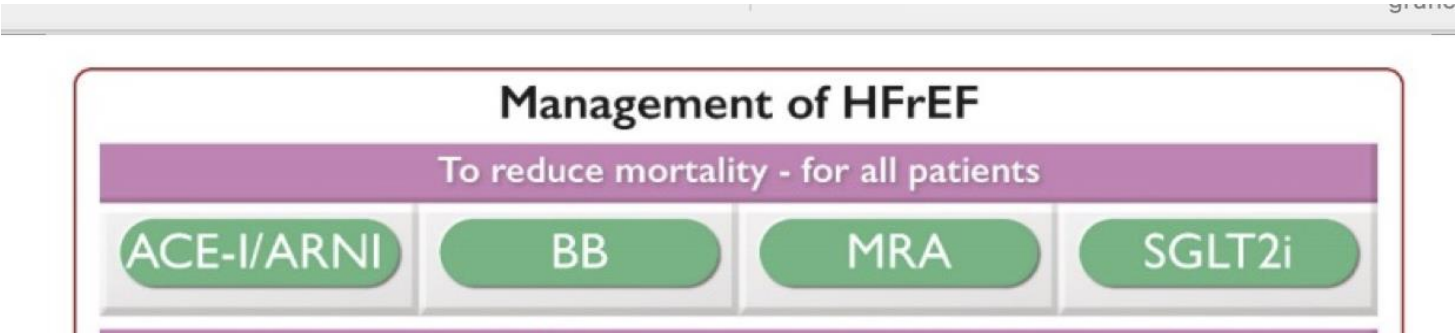 Management of HFrEF
To reduce mortality - for all patients
ACE-I/ARNI BB MRA SGLT2i